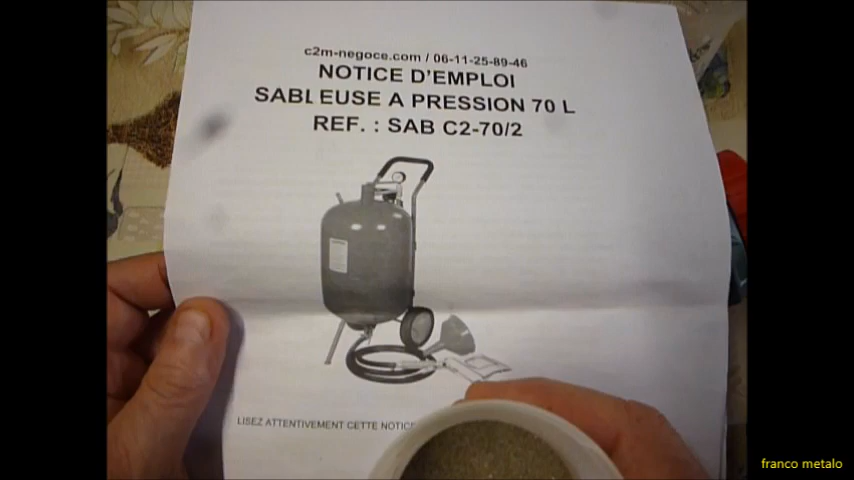 c2m-negoce.com / 06-11-25-89-46
NOTICE D'EMPLOI
SABLEUSE A PRESSION 70 L
REF. : SAB C2-70/2
LISEZ ATTENTIVEMENT CETTE NOTICE
franco metalo